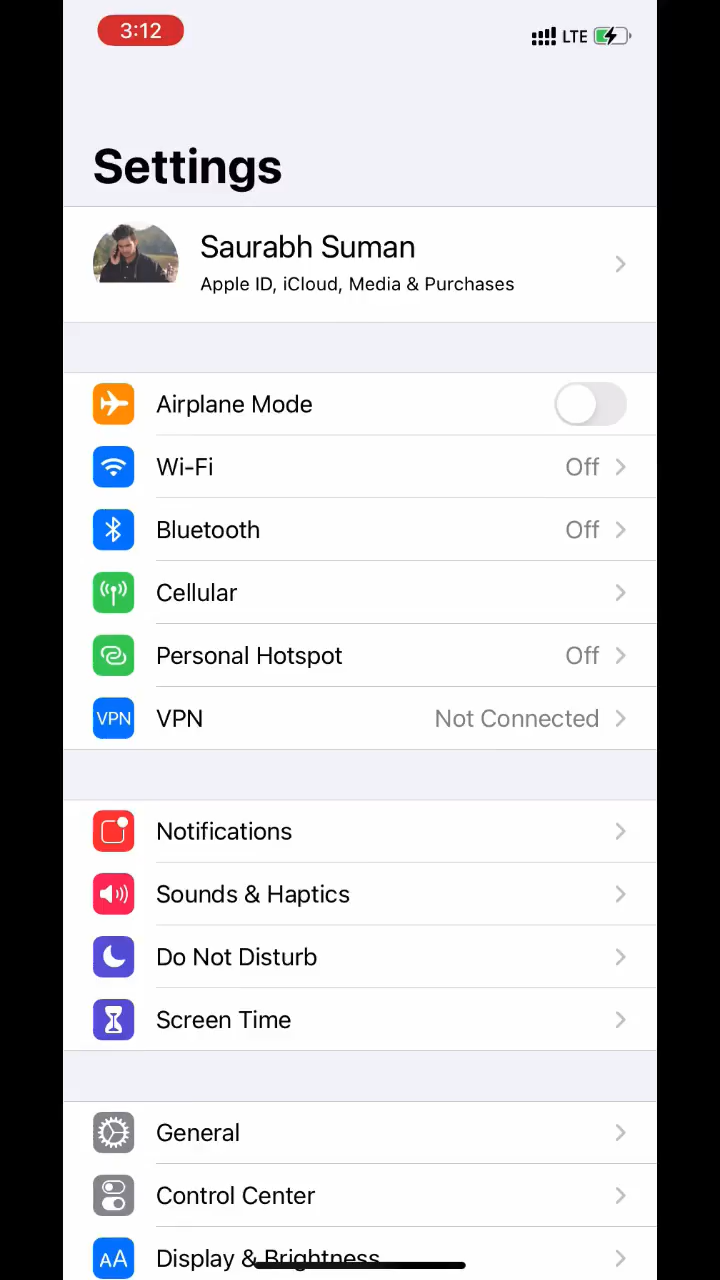 3:12
LTE
Settings
Saurabh Suman
Apple ID, iCloud, Media & Purchases
Airplane Mode
Wi-Fi Off
Bluetooth Off
Cellular
Personal Hotspot Off
VPN VPN Not Connected
Notifications
Sounds & Haptics
Do Not Disturb
Screen Time
General
Control Center
AA Display & Brightness